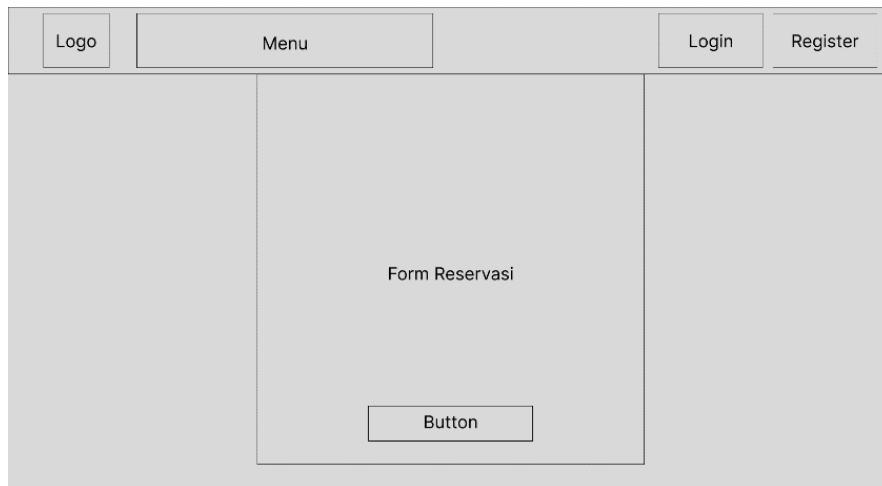 Logo
Menu
Login
Register
Form Reservasi
Button